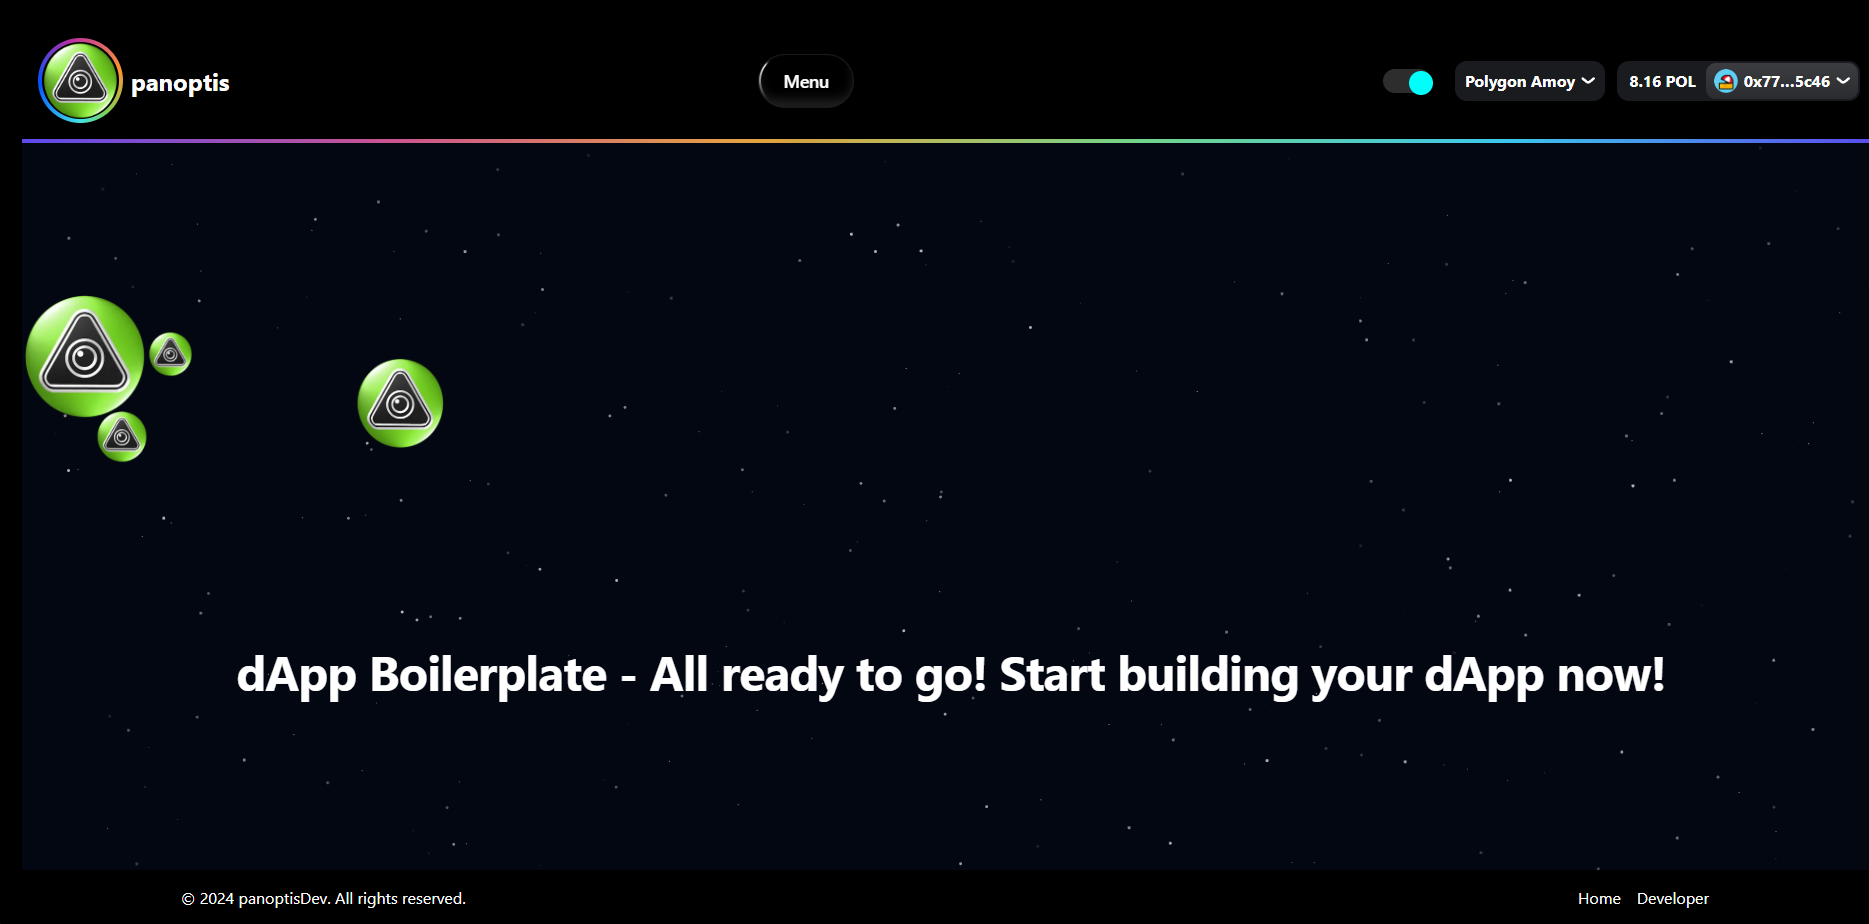 panoptis
Menu
Polygon Amoy
8.16 POL
0x77...5c46
dApp Boilerplate - All ready to go! Start building your dApp now!
© 2024 panoptisDev. All rights reserved.
Home
Developer